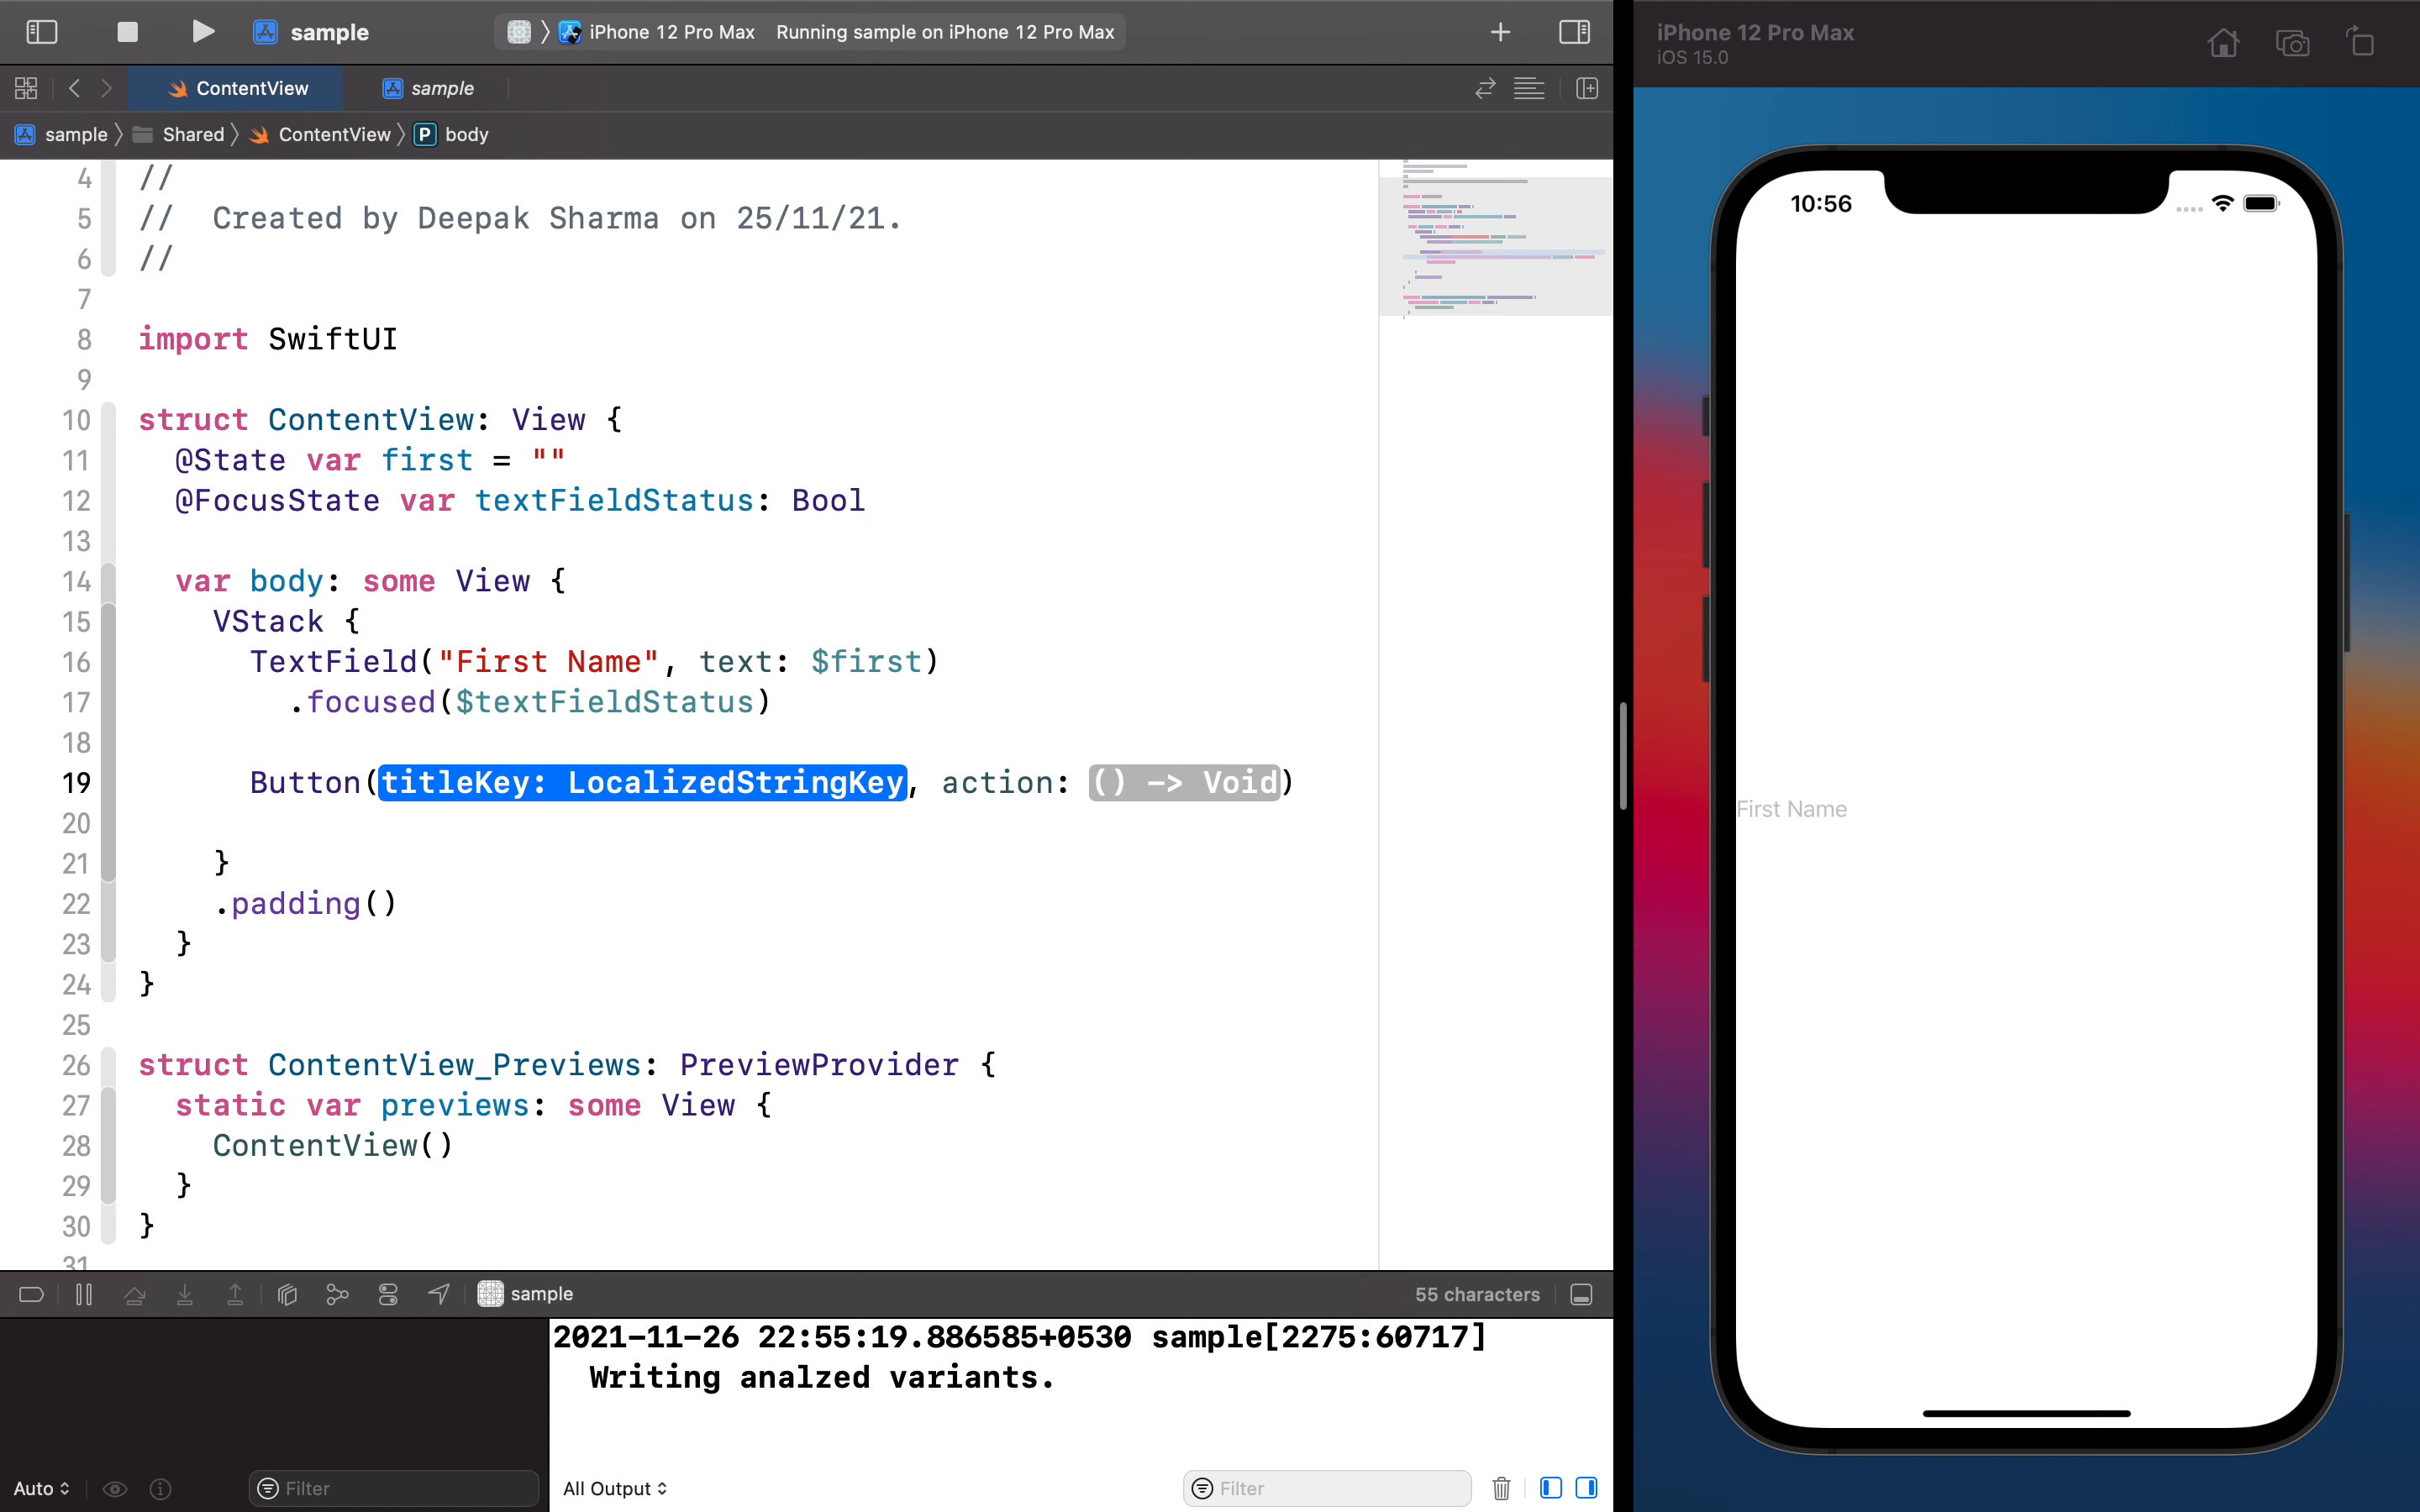 sample
iPhone 12 Pro Max Running sample on iPhone 12 Pro Max
ContentView
sample
sample Shared ContentView P body
4 //
5 //  Created by Deepak Sharma on 25/11/21.
6 //
7
8 import SwiftUI
9
10 struct ContentView: View {
11 @State var first = ""
12 @FocusState var textFieldStatus: Bool
13
14 var body: some View {
15 VStack {
16 TextField("First Name", text: $first)
17 .focused($textFieldStatus)
18
19 Button(titleKey: LocalizedStringKey, action: () -> Void)
20
21 }
22 .padding()
23 }
24 }
25
26 struct ContentView_Previews: PreviewProvider {
27 static var previews: some View {
28 ContentView()
29 }
30 }
31
sample
55 characters
2021-11-26 22:55:19.886585+0530 sample[2275:60717]
Writing analzed variants.
Auto
Filter
All Output
Filter
iPhone 12 Pro Max
iOS 15.0
10:56
First Name